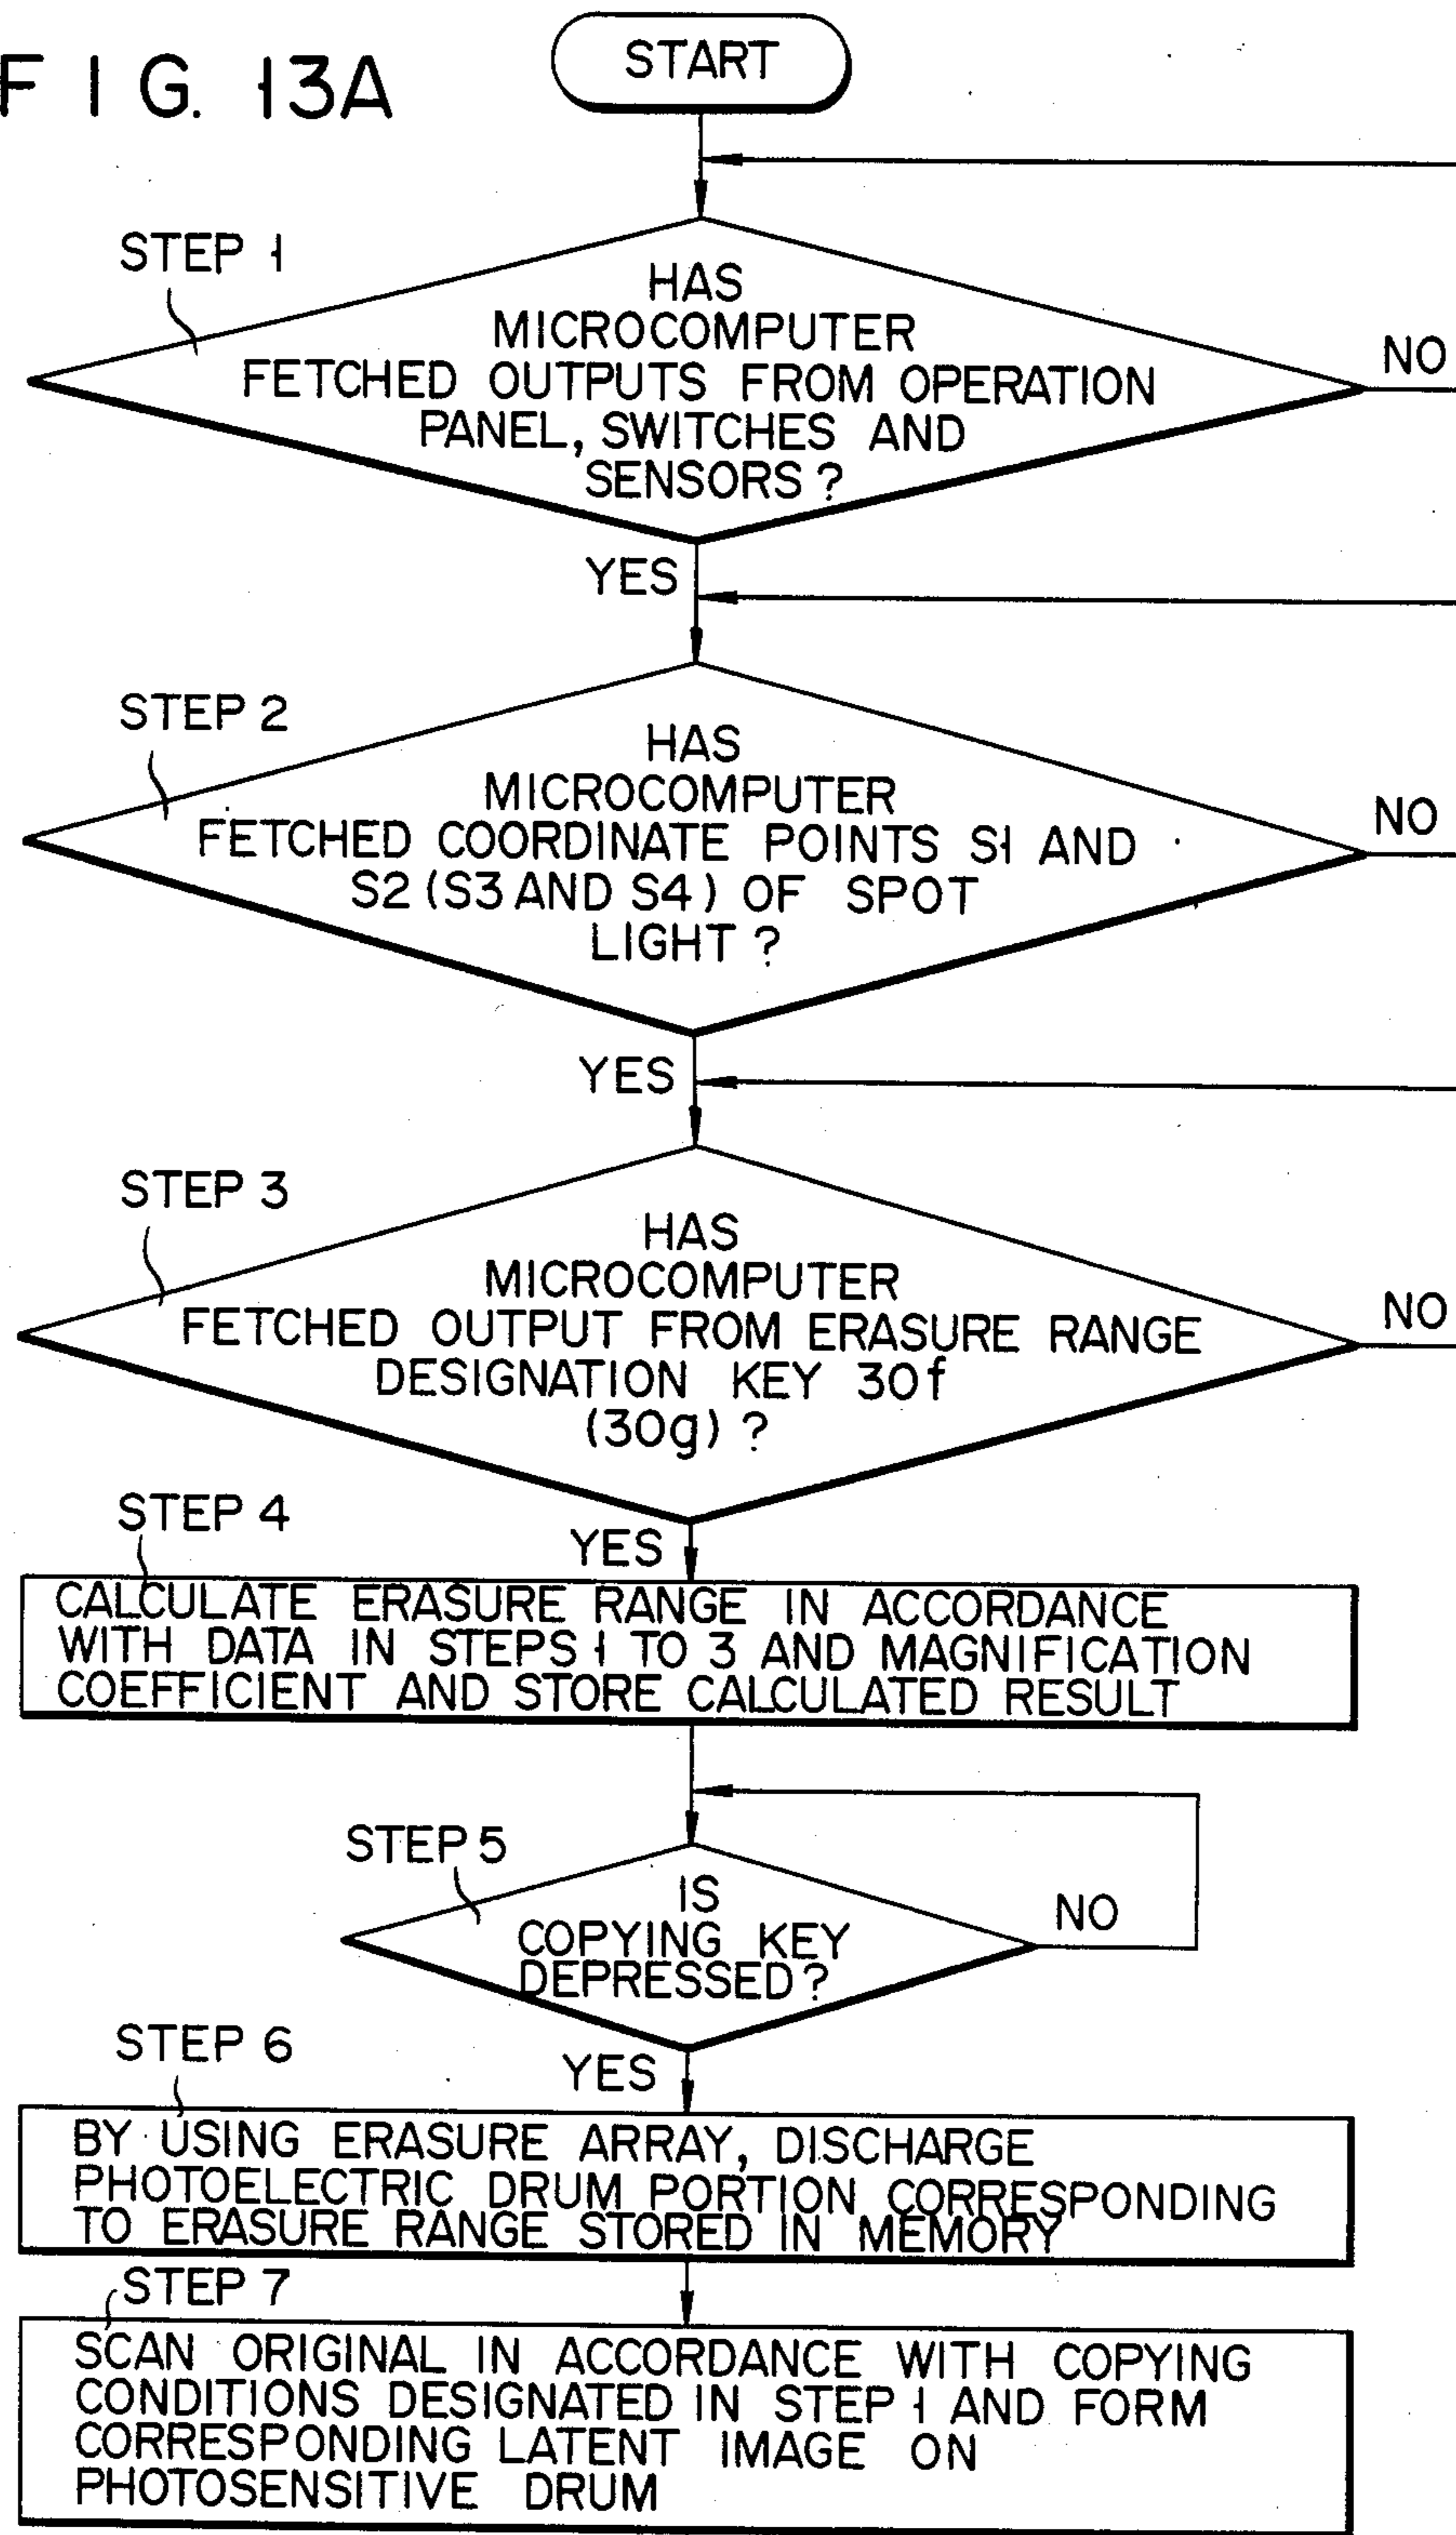 FIG. 13A
START
STEP 1
HAS
MICROCOMPUTER
FETCHED OUTPUTS FROM OPERATION
PANEL, SWITCHES AND
SENSORS?
NO
YES
STEP 2
HAS
MICROCOMPUTER
FETCHED COORDINATE POINTS S1 AND
S2 (S3 AND S4) OF SPOT
LIGHT?
NO
YES
STEP 3
HAS
MICROCOMPUTER
FETCHED OUTPUT FROM ERASURE RANGE
DESIGNATION KEY 30f
(30g)?
NO
YES
STEP 4
CALCULATE ERASURE RANGE IN ACCORDANCE
WITH DATA IN STEPS 1 TO 3 AND MAGNIFICATION
COEFFICIENT AND STORE CALCULATED RESULT
STEP 5
IS
COPYING KEY
DEPRESSED?
NO
YES
STEP 6
BY USING ERASURE ARRAY, DISCHARGE
PHOTOELECTRIC DRUM PORTION CORRESPONDING
TO ERASURE RANGE STORED IN MEMORY
STEP 7
SCAN ORIGINAL IN ACCORDANCE WITH COPYING
CONDITIONS DESIGNATED IN STEP 1 AND FORM
CORRESPONDING LATENT IMAGE ON
PHOTOSENSITIVE DRUM